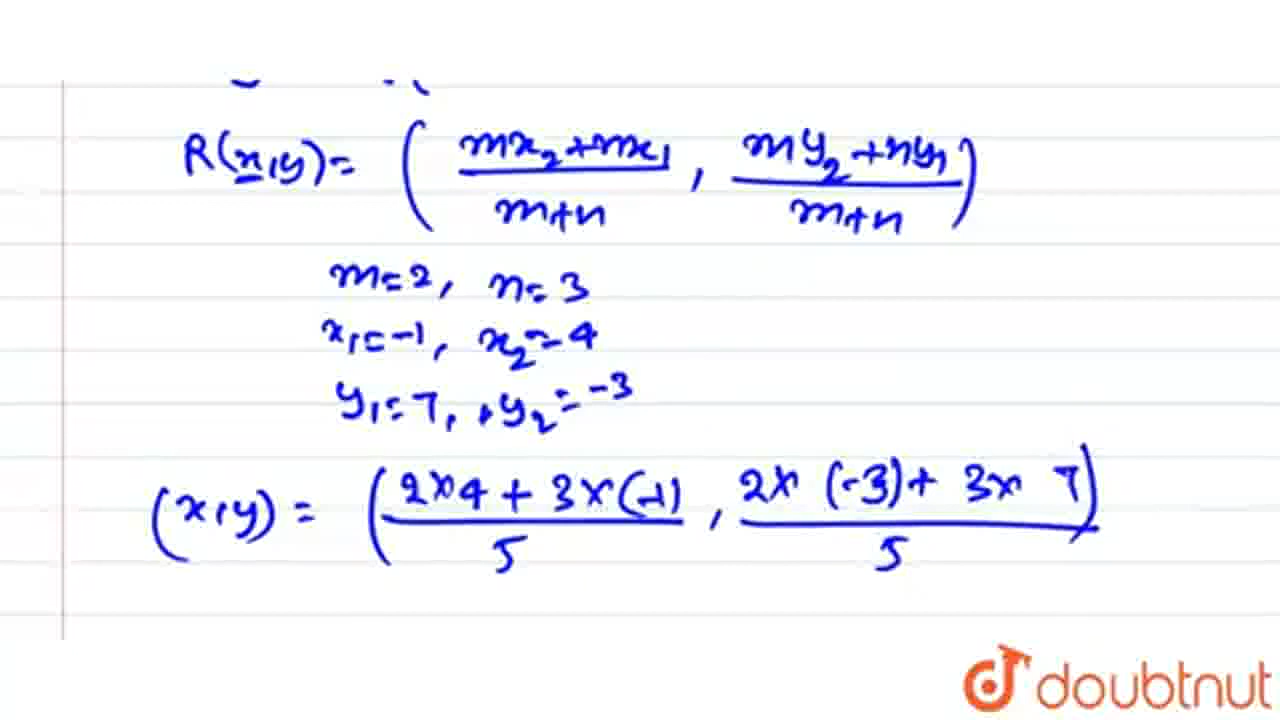 R(x,y)= ( mx₂+mx₁ / m+n , my₂+ny₁ / m+n )
m=2, n=3
x₁=-1, x₂=4
y₁=7, y₂=-3
(x,y) = ( 2×4+3×(-1) / 5 , 2×(-3)+3×7 / 5 )
doubtnut